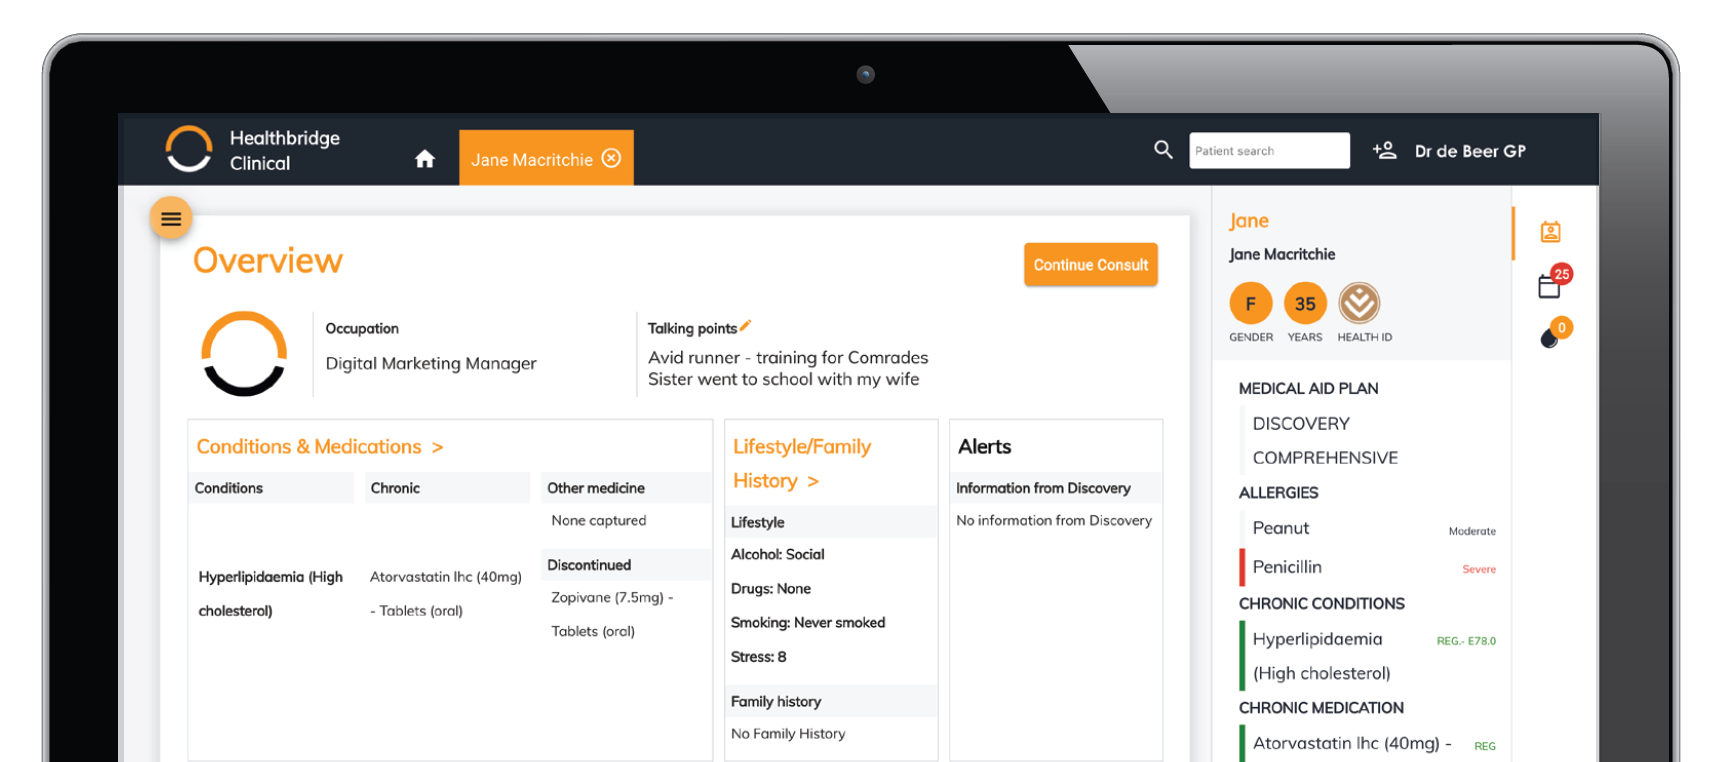 Healthbridge
Clinical
Jane Macritchie
Patient search
Dr de Beer GP
Overview
Continue Consult
Occupation
Digital Marketing Manager
Talking points
Avid runner - training for Comrades
Sister went to school with my wife
Conditions & Medications >
Conditions
Chronic
Other medicine
None captured
Discontinued
Hyperlipidaemia (High
cholesterol)
Atorvastatin lhc (40mg)
- Tablets (oral)
Zopivane (7.5mg) -
Tablets (oral)
Lifestyle/Family
History >
Lifestyle
Alcohol: Social
Drugs: None
Smoking: Never smoked
Stress: 8
Family history
No Family History
Alerts
Information from Discovery
No information from Discovery
Jane
Jane Macritchie
F
35
GENDER
YEARS
HEALTH ID
MEDICAL AID PLAN
DISCOVERY
COMPREHENSIVE
ALLERGIES
Peanut Moderate
Penicillin Severe
CHRONIC CONDITIONS
Hyperlipidaemia REG.- E78.0
(High cholesterol)
CHRONIC MEDICATION
Atorvastatin lhc (40mg) - REG
25
0